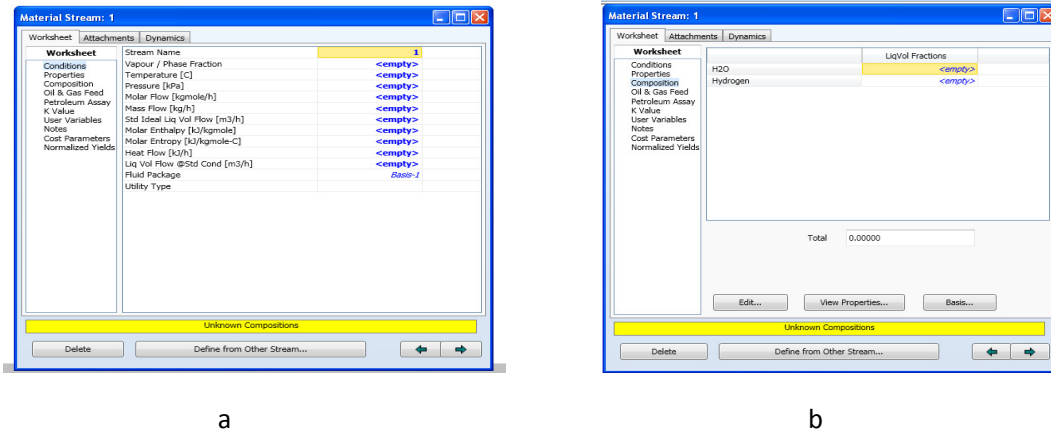 Material Stream: 1
Worksheet Attachments Dynamics
Worksheet
Conditions
Properties
Composition
Oil & Gas Feed
Petroleum Assay
K Value
User Variables
Notes
Cost Parameters
Normalized Yields
Stream Name 1
Vapour / Phase Fraction <empty>
Temperature [C] <empty>
Pressure [kPa] <empty>
Molar Flow [kgmole/h] <empty>
Mass Flow [kg/h] <empty>
Std Ideal Liq Vol Flow [m3/h] <empty>
Molar Enthalpy [kJ/kgmole] <empty>
Molar Entropy [kJ/kgmole-C] <empty>
Heat Flow [kJ/h] <empty>
Liq Vol Flow @Std Cond [m3/h] <empty>
Fluid Package Basis-1
Utility Type
Unknown Compositions
Delete Define from Other Stream...
a
Material Stream: 1
Worksheet Attachments Dynamics
Worksheet
Conditions
Properties
Composition
Oil & Gas Feed
Petroleum Assay
K Value
User Variables
Notes
Cost Parameters
Normalized Yields
LiqVol Fractions
H2O <empty>
Hydrogen <empty>
Total 0.00000
Edit... View Properties... Basis...
Unknown Compositions
Delete Define from Other Stream...
b